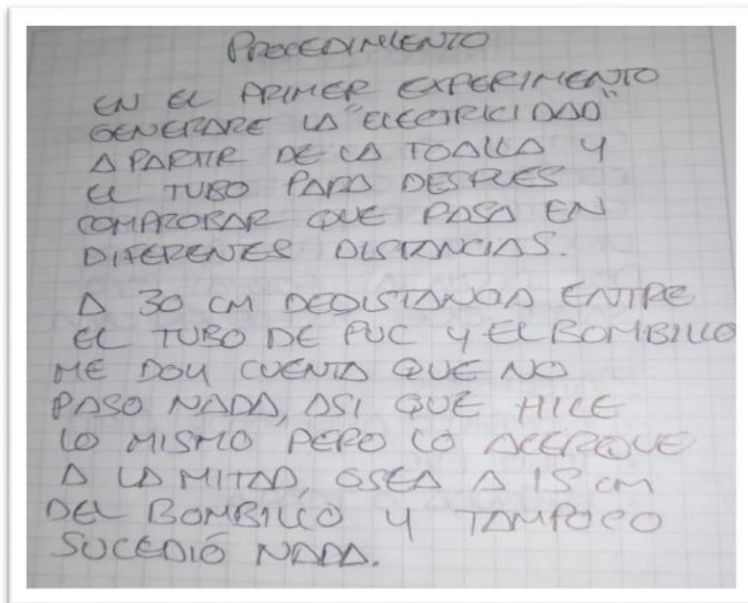 PROCEDIMIENTO
EN EL PRIMER EXPERIMENTO
GENERARE LA "ELECTRICIDAD"
A PARTIR DE LA TOALLA Y
EL TUBO PARA DESPUES
COMPROBAR QUE PASA EN
DIFERENTES DISTANCIAS.
A 30 CM DEDISTANCIA ENTRE
EL TUBO DE PVC Y EL BOMBILLO
ME DOY CUENTA QUE NO
PASO NADA, ASI QUE HICE
LO MISMO PERO LO ACERQUE
A LA MITAD, OSEA A 15 CM
DEL BOMBILLO Y TAMPOCO
SUCEDIÓ NADA.